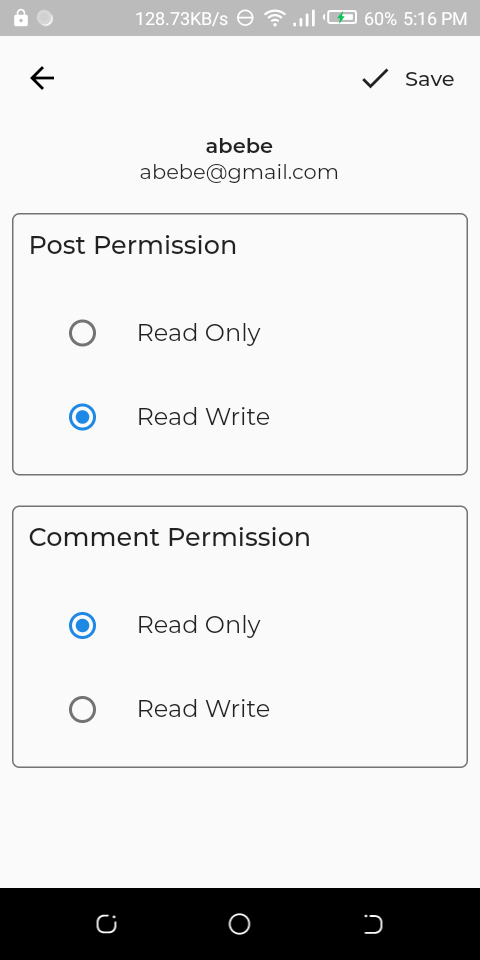 128.73KB/s 60% 5:16 PM
Save
abebe
abebe@gmail.com
Post Permission
Read Only
Read Write
Comment Permission
Read Only
Read Write